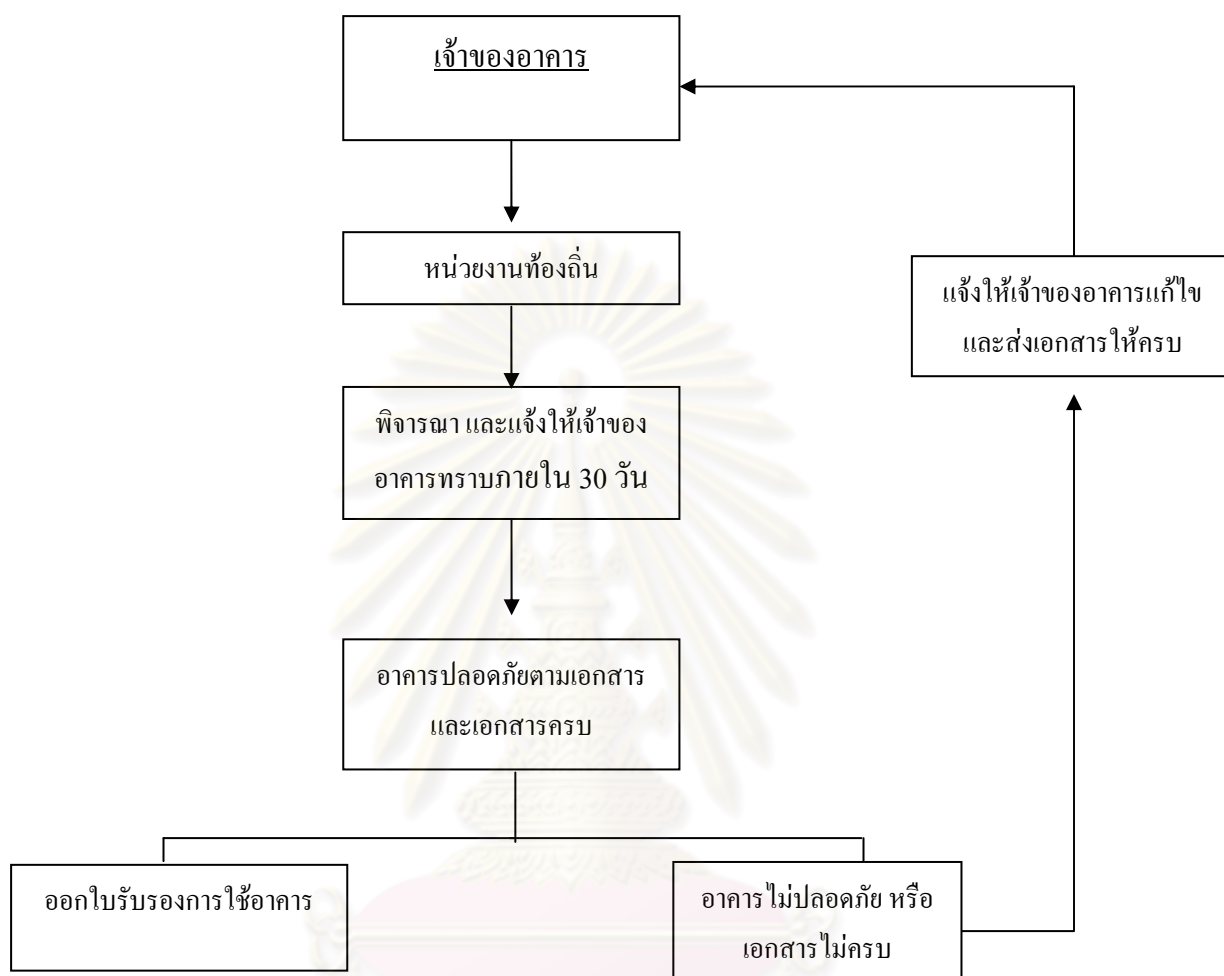 เจ้าของอาคาร
หน่วยงานท้องถิ่น
แจ้งให้เจ้าของอาคารแก้ไข
และส่งเอกสารให้ครบ
พิจารณา และแจ้งให้เจ้าของ
อาคารทราบภายใน 30 วัน
อาคารปลอดภัยตามเอกสาร
และเอกสารครบ
ออกใบรับรองการใช้อาคาร
อาคารไม่ปลอดภัย หรือ
เอกสารไม่ครบ